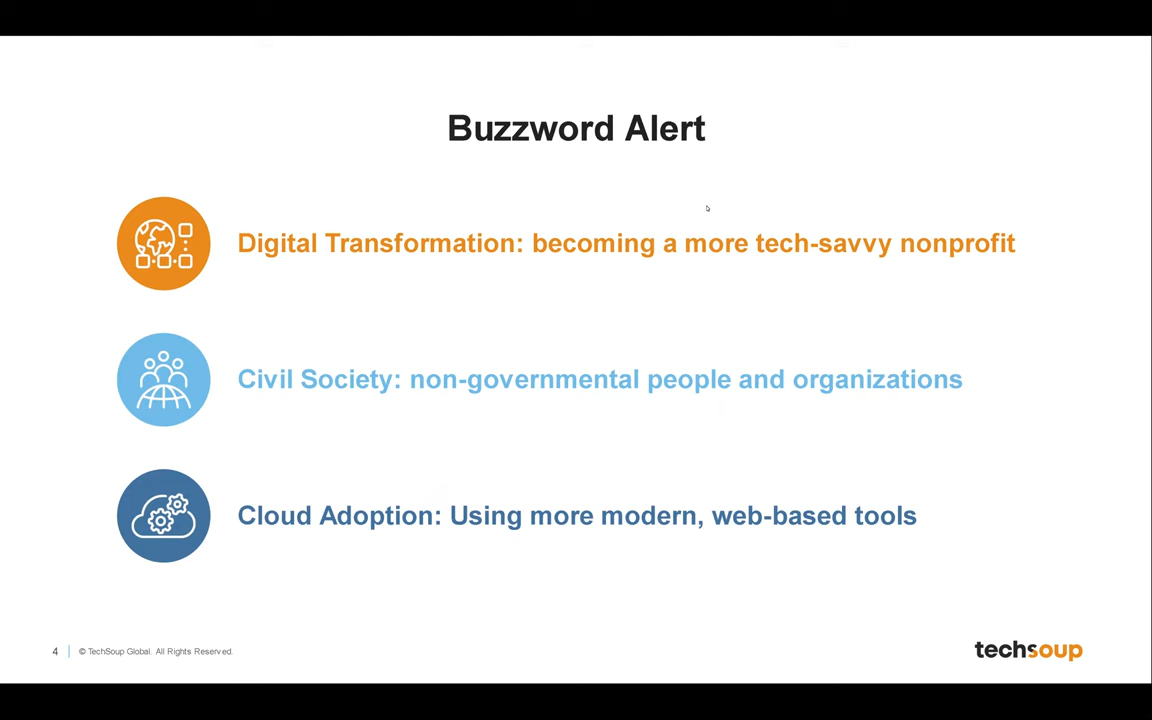 Buzzword Alert
Digital Transformation: becoming a more tech-savvy nonprofit
Civil Society: non-governmental people and organizations
Cloud Adoption: Using more modern, web-based tools
4 © TechSoup Global. All Rights Reserved.
techsoup